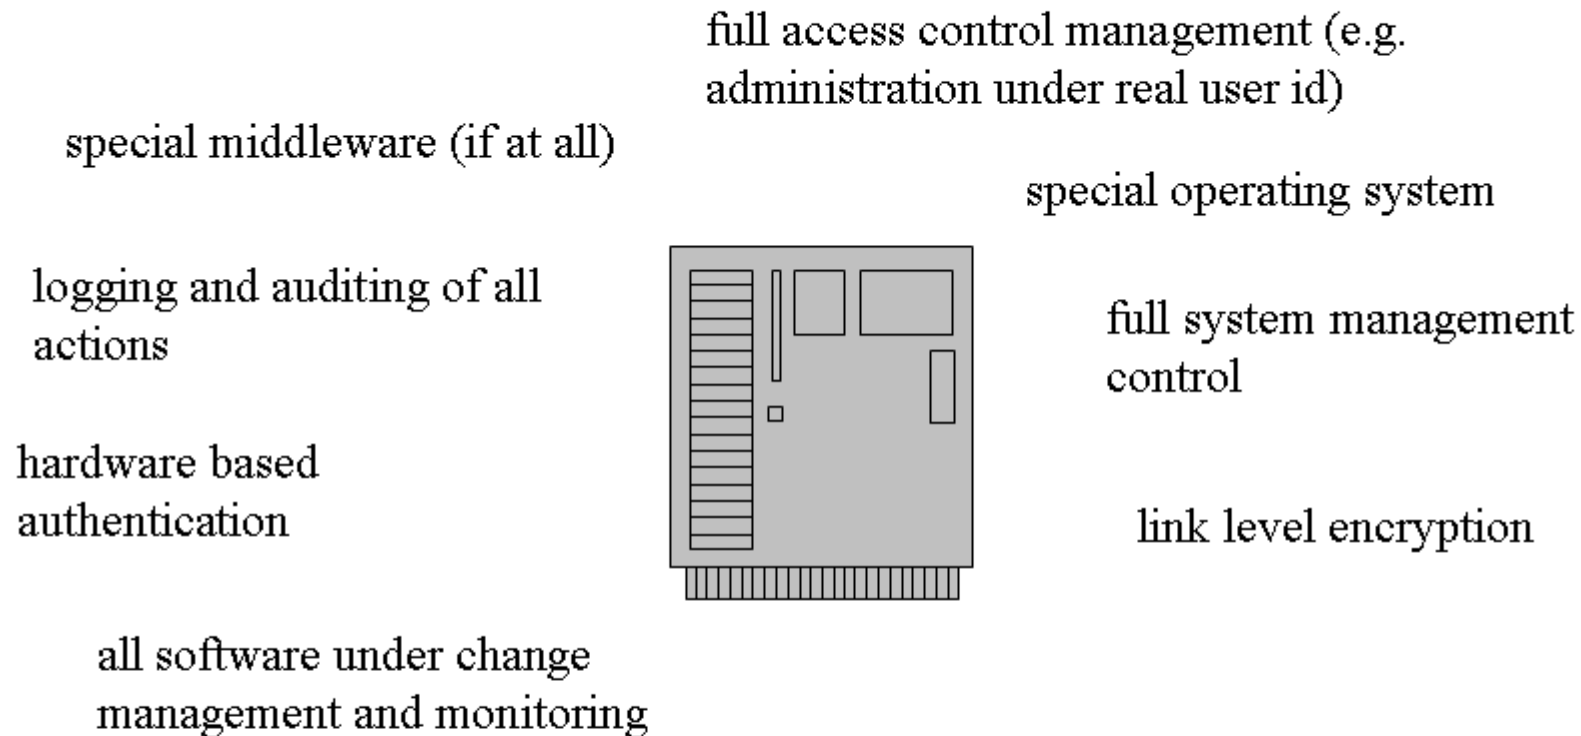 full access control management (e.g.
administration under real user id)
special middleware (if at all)
special operating system
logging and auditing of all
actions
full system management
control
hardware based
authentication
link level encryption
all software under change
management and monitoring